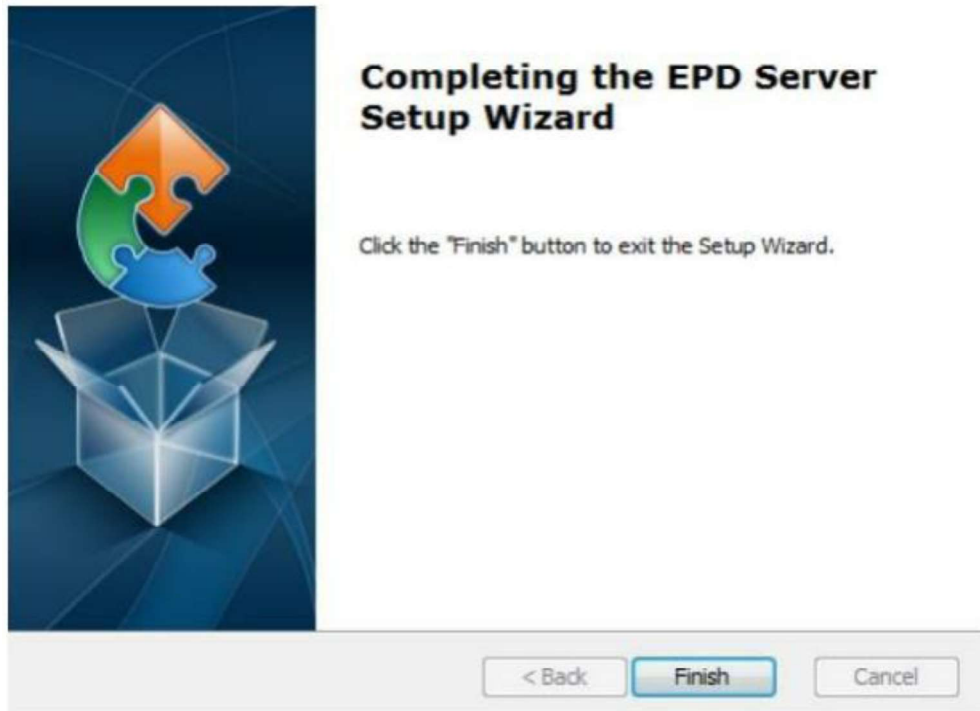 Completing the EPD Server
Setup Wizard
Click the "Finish" button to exit the Setup Wizard.
< Back
Finish
Cancel